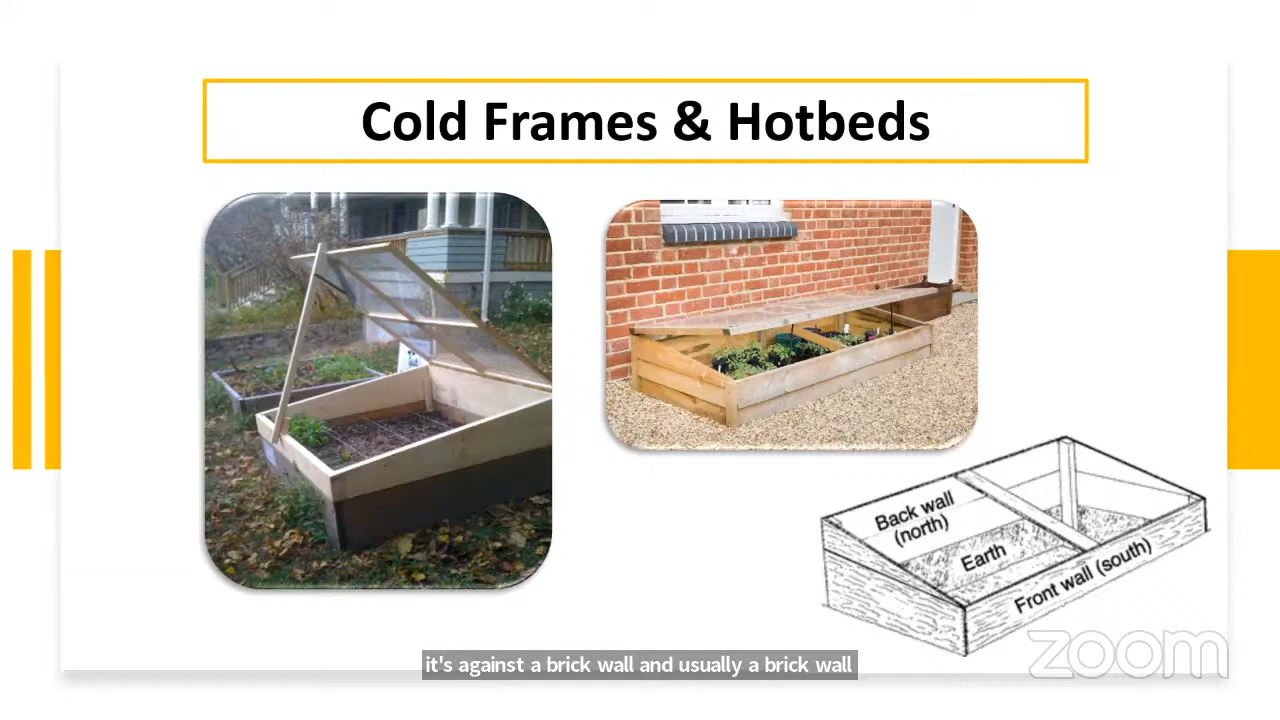 Cold Frames & Hotbeds
Back wall
(north)
Earth
Front wall (south)
zoom
it's against a brick wall and usually a brick wall